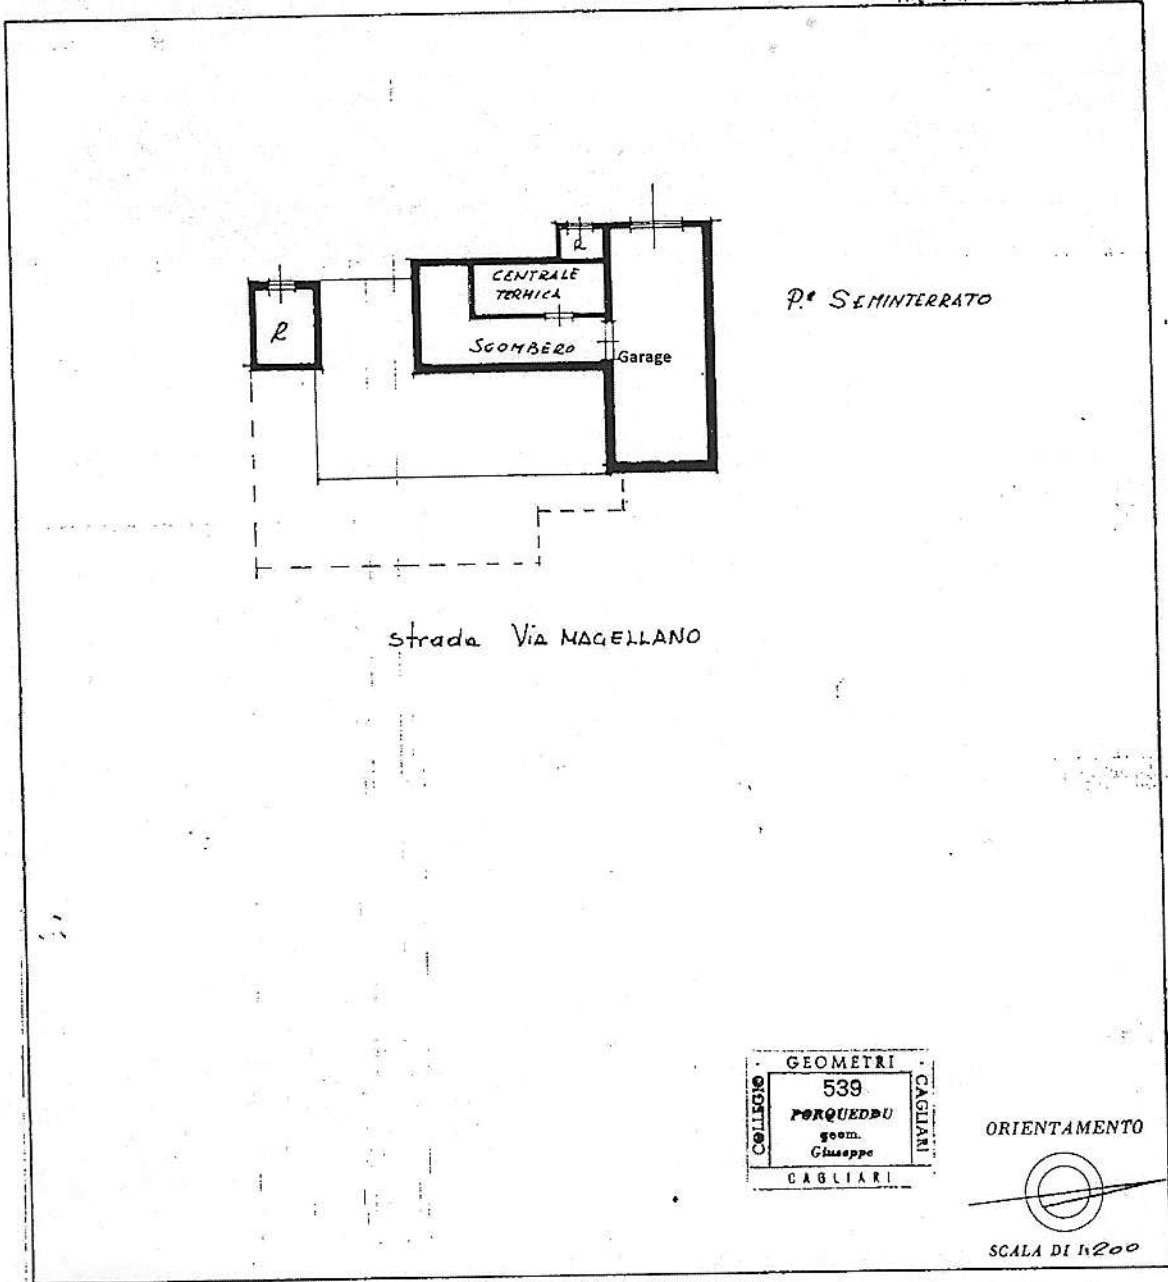 R
CENTRALE
TERMICA
P.º SEMINTERRATO
R
SGOMBERO
Garage
strada Via MAGELLANO
GEOMETRI
COLLEGIO
539
PORQUEDDU
geom.
Giuseppe
CAGLIARI
CAGLIARI
ORIENTAMENTO
SCALA DI 1:200